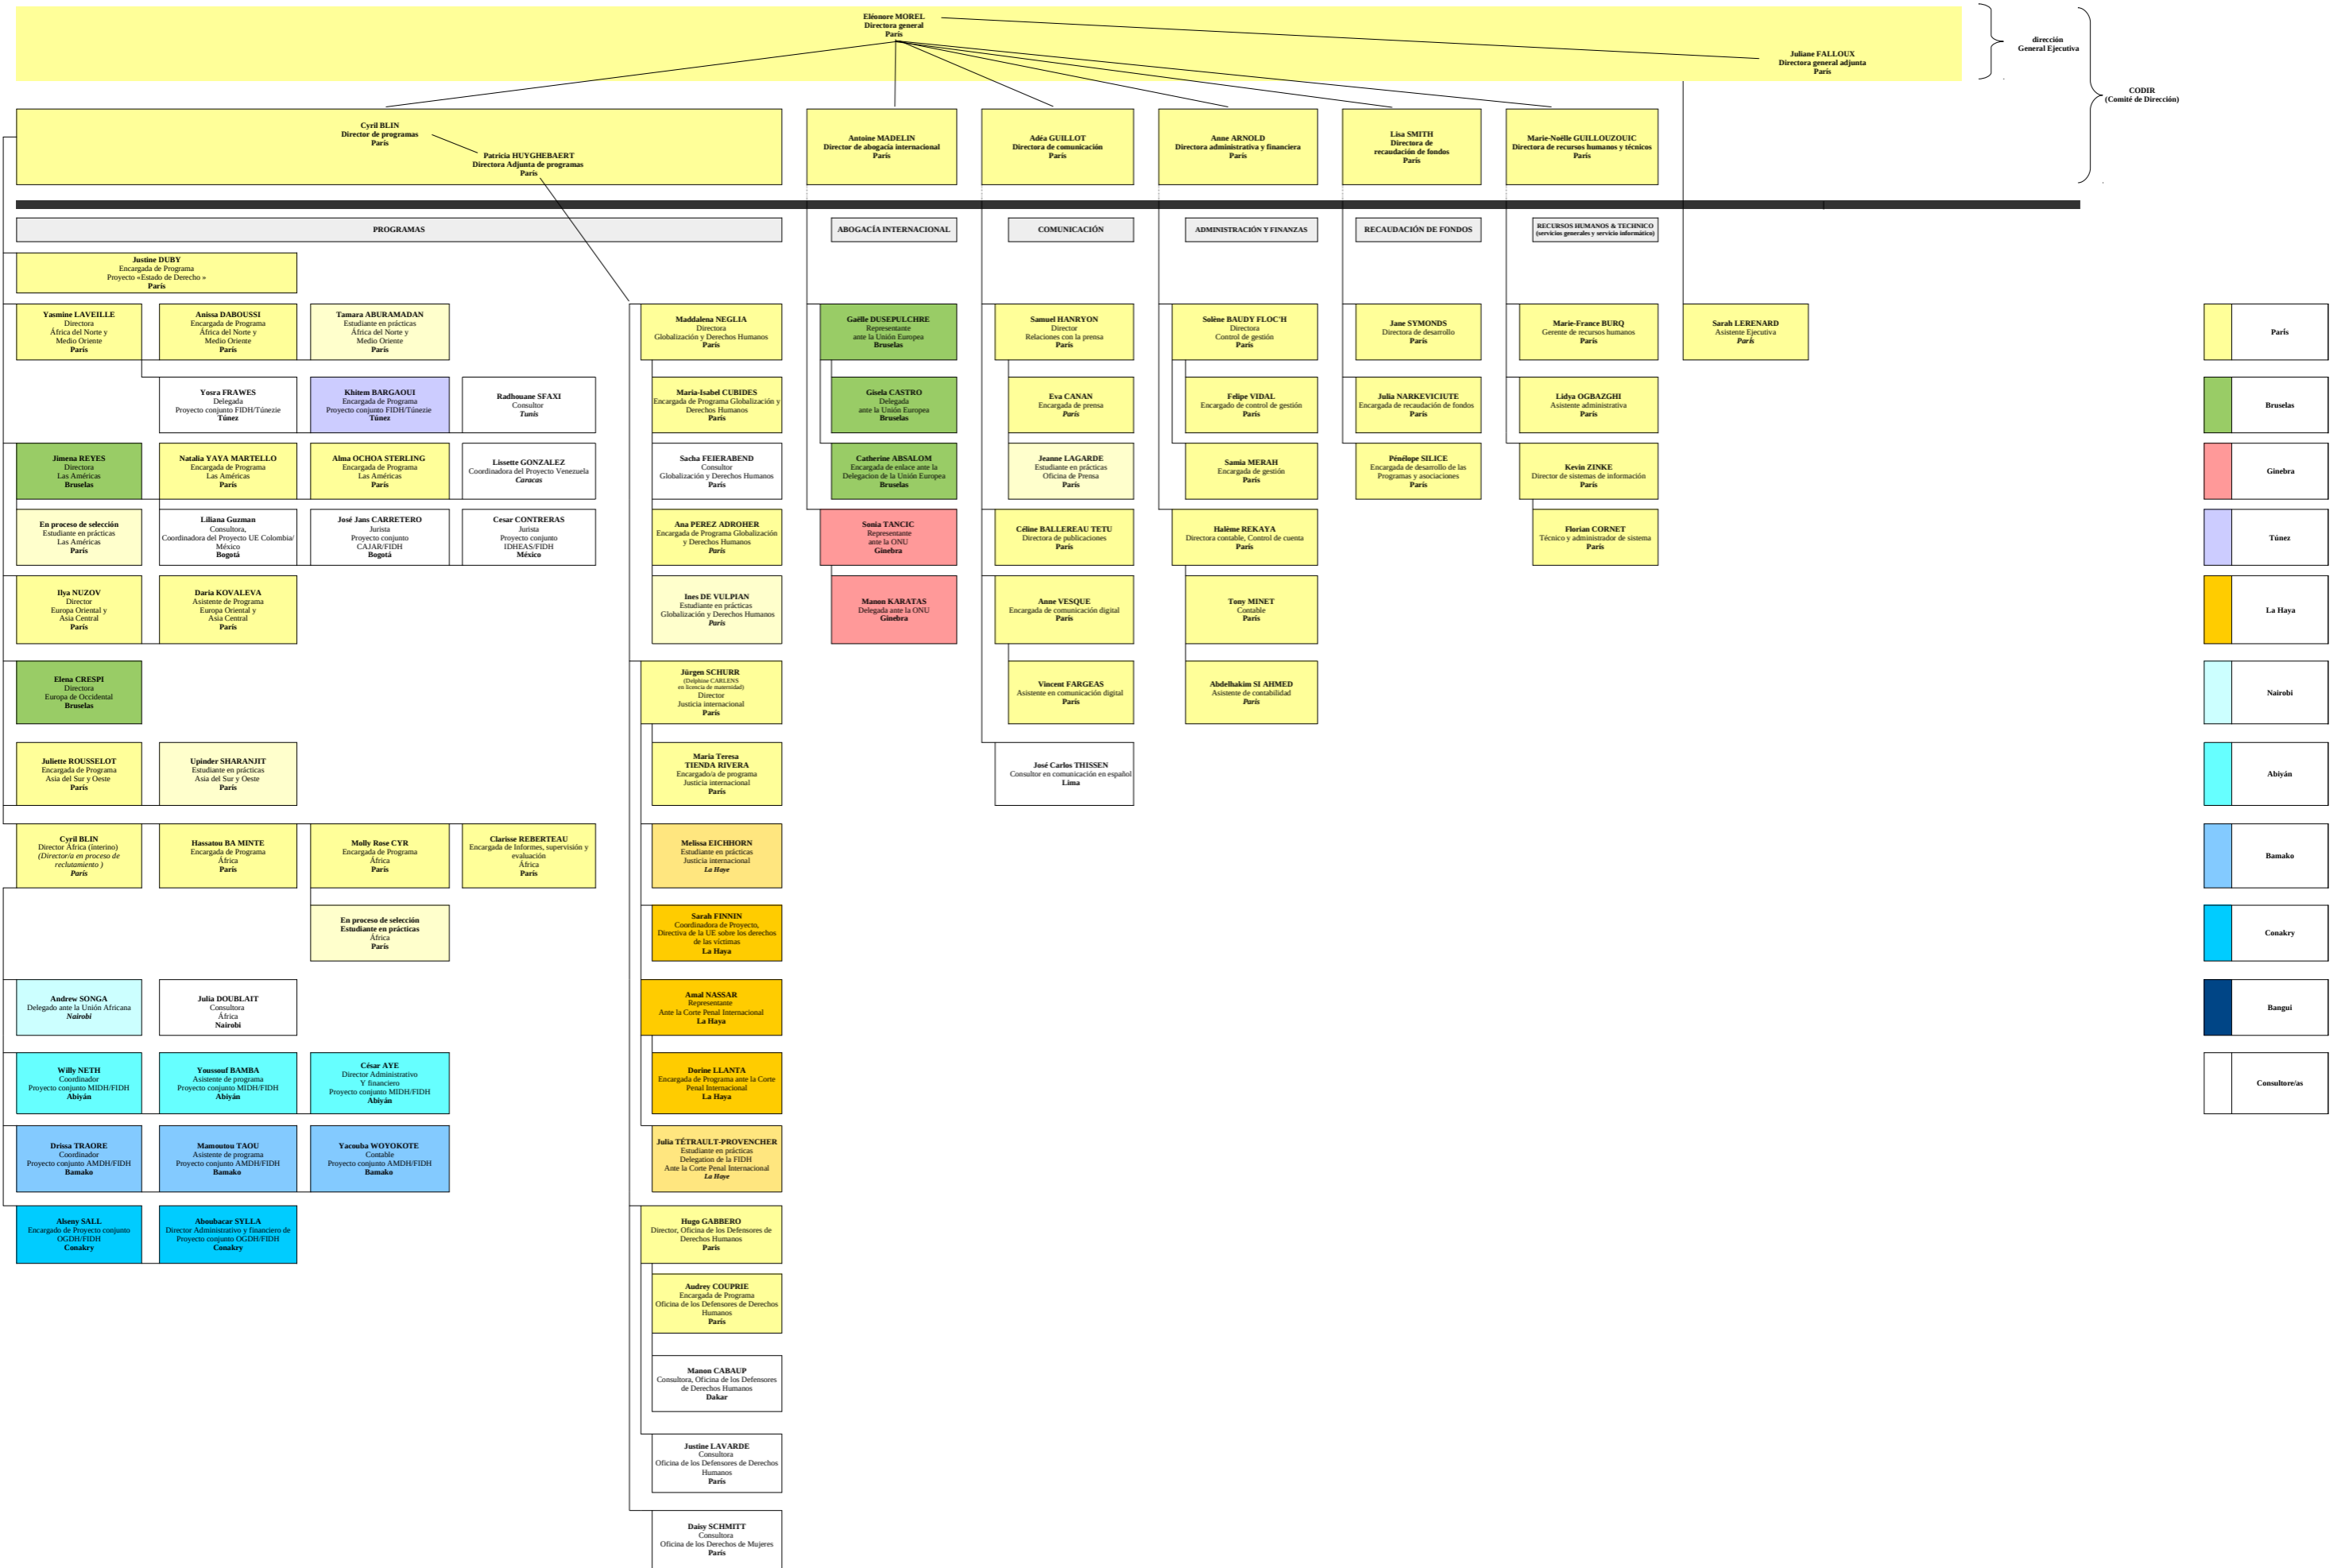 Eléonore MOREL
Directora general
París
Juliane FALLOUX
Directora general adjunta
París
dirección
General Ejecutiva
CODIR
(Comité de Dirección)
Cyril BLIN
Director de programas
París
Patricia HUYGHEBAERT
Directora Adjunta de programas
París
Antoine MADELIN
Director de abogacía internacional
París
Adéa GUILLOT
Directora de comunicación
París
Anne ARNOLD
Directora administrativa y financiera
París
Lisa SMITH
Directora de
recaudación de fondos
París
Marie-Noëlle GUILLOUZOUIC
Directora de recursos humanos y técnicos
París
PROGRAMAS
ABOGACÍA INTERNACIONAL
COMUNICACIÓN
ADMINISTRACIÓN Y FINANZAS
RECAUDACIÓN DE FONDOS
RECURSOS HUMANOS & TECHNICO
(servicios generales y servicio informático)
Justine DUBY
Encargada de Programa
Proyecto «Estado de Derecho »
París
Yasmine LAVEILLE
Directora
África del Norte y
Medio Oriente
París
Anissa DABOUSSI
Encargada de Programa
África del Norte y
Medio Oriente
París
Tamara ABURAMADAN
Estudiante en prácticas
África del Norte y
Medio Oriente
París
Maddalena NEGLIA
Directora
Globalización y Derechos Humanos
París
Gaëlle DUSEPULCHRE
Representante
ante la Unión Europea
Bruselas
Samuel HANRYON
Director
Relaciones con la prensa
París
Solène BAUDY FLOC'H
Directora
Control de gestión
París
Jane SYMONDS
Directora de desarrollo
París
Marie-France BURQ
Gerente de recursos humanos
París
Sarah LERENARD
Asistente Ejecutiva
París
París
Yosra FRAWES
Delegada
Proyecto conjunto FIDH/Túnezie
Túnez
Khitem BARGAOUI
Encargada de Programa
Proyecto conjunto FIDH/Túnezie
Túnez
Radhouane SFAXI
Consultor
Tunis
Maria-Isabel CUBIDES
Encargada de Programa Globalización y
Derechos Humanos
París
Gisela CASTRO
Delegada
ante la Unión Europea
Bruselas
Eva CANAN
Encargada de prensa
París
Felipe VIDAL
Encargado de control de gestión
París
Julia NARKEVICIUTE
Encargada de recaudación de fondos
París
Lidya OGBAZGHI
Asistente administrativa
París
Bruselas
Jimena REYES
Directora
Las Américas
Bruselas
Natalia YAYA MARTELLO
Encargada de Programa
Las Américas
París
Alma OCHOA STERLING
Encargada de Programa
Las Américas
París
Lissette GONZALEZ
Coordinadora del Proyecto Venezuela
Caracas
Sacha FEIERABEND
Consultor
Globalización y Derechos Humanos
París
Catherine ABSALOM
Encargada de enlace ante la
Delegacion de la Unión Europea
Bruselas
Jeanne LAGARDE
Estudiante en prácticas
Oficina de Prensa
París
Samia MERAH
Encargada de gestión
París
Pénélope SILICE
Encargada de desarrollo de las
Programas y asociaciones
París
Kevin ZINKE
Director de sistemas de información
París
Ginebra
En proceso de selección
Estudiante en prácticas
Las Américas
París
Liliana Guzman
Consultora,
Coordinadora del Proyecto UE Colombia/
México
Bogotá
José Jans CARRETERO
Jurista
Proyecto conjunto
CAJAR/FIDH
Bogotá
Cesar CONTRERAS
Jurista
Proyecto conjunto
IDHEAS/FIDH
México
Ana PEREZ ADROHER
Encargada de Programa Globalización
y Derechos Humanos
París
Sonia TANCIC
Representante
ante la ONU
Ginebra
Céline BALLEREAU TETU
Directora de publicaciones
París
Halème REKAYA
Directora contable, Control de cuenta
París
Florian CORNET
Técnico y administrador de sistema
París
Túnez
Ilya NUZOV
Director
Europa Oriental y
Asia Central
París
Daria KOVALEVA
Asistente de Programa
Europa Oriental y
Asia Central
París
Ines DE VULPIAN
Estudiante en prácticas
Globalización y Derechos Humanos
París
Manon KARATAS
Delegada ante la ONU
Ginebra
Anne VESQUE
Encargada de comunicación digital
París
Tony MINET
Contable
París
La Haya
Elena CRESPI
Directora
Europa de Occidental
Bruselas
Jürgen SCHURR
(Delphine CARLENS
en licencia de maternidad)
Director
Justicia internacional
París
Vincent FARGEAS
Asistente en comunicación digital
París
Abdelhakim SI AHMED
Asistente de contabilidad
París
Nairobi
Juliette ROUSSELOT
Encargada de Programa
Asia del Sur y Oeste
París
Upinder SHARANJIT
Estudiante en prácticas
Asia del Sur y Oeste
París
Maria Teresa
TIENDA RIVERA
Encargado/a de programa
Justicia internacional
París
José Carlos THISSEN
Consultor en comunicación en español
Lima
Abiyán
Cyril BLIN
Director África (interino)
(Director/a en proceso de
reclutamiento )
París
Hassatou BA MINTE
Encargada de Programa
África
París
Molly Rose CYR
Encargada de Programa
África
París
Clarisse REBERTEAU
Encargada de Informes, supervisión y
evaluación
África
París
Melissa EICHHORN
Estudiante en prácticas
Justicia internacional
La Haye
Bamako
En proceso de selección
Estudiante en prácticas
África
París
Sarah FINNIN
Coordinadora de Proyecto,
Directiva de la UE sobre los derechos
de las víctimas
La Haya
Conakry
Andrew SONGA
Delegado ante la Unión Africana
Nairobi
Julia DOUBLAIT
Consultora
África
Nairobi
Amal NASSAR
Representante
Ante la Corte Penal Internacional
La Haya
Bangui
Willy NETH
Coordinador
Proyecto conjunto MIDH/FIDH
Abiyán
Youssouf BAMBA
Asistente de programa
Proyecto conjunto MIDH/FIDH
Abiyán
César AYE
Director Administrativo
Y financiero
Proyecto conjunto MIDH/FIDH
Abiyán
Dorine LLANTA
Encargada de Programa ante la Corte
Penal Internacional
La Haya
Consultore/as
Drissa TRAORE
Coordinador
Proyecto conjunto AMDH/FIDH
Bamako
Mamoutou TAOU
Asistente de programa
Proyecto conjunto AMDH/FIDH
Bamako
Yacouba WOYOKOTE
Contable
Proyecto conjunto AMDH/FIDH
Bamako
Julia TÉTRAULT-PROVENCHER
Estudiante en prácticas
Delegation de la FIDH
Ante la Corte Penal Internacional
La Haye
Alseny SALL
Encargado de Proyecto conjunto
OGDH/FIDH
Conakry
Aboubacar SYLLA
Director Administrativo y financiero de
Proyecto conjunto OGDH/FIDH
Conakry
Hugo GABBERO
Director, Oficina de los Defensores de
Derechos Humanos
París
Audrey COUPRIE
Encargada de Programa
Oficina de los Defensores de Derechos
Humanos
París
Manon CABAUP
Consultora, Oficina de los Defensores
de Derechos Humanos
Dakar
Justine LAVARDE
Consultora
Oficina de los Defensores de Derechos
Humanos
París
Daisy SCHMITT
Consultora
Oficina de los Derechos de Mujeres
París